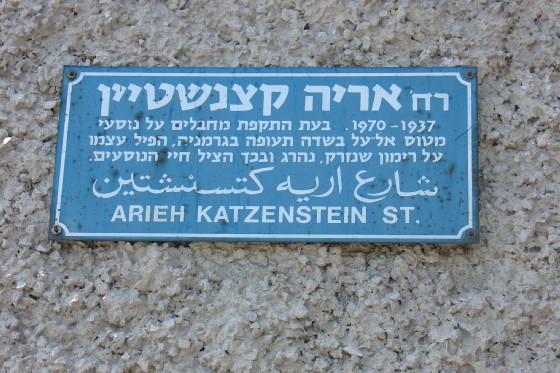 רח' אריה קצנשטיין
1937-1970. בעת התקפת מחבלים על נוסעי
מטוס אל-על בשדה תעופה בגרמניה, הפיל עצמו
על רימון שנזרק, נהרג ובכך הציל חיי הנוסעים.
شارع اريه كتسنشتين
ARIEH KATZENSTEIN ST.